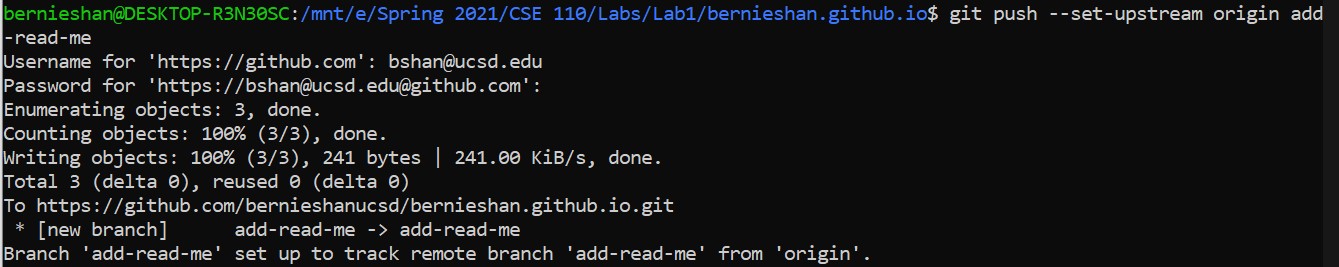 bernieshan@DESKTOP-R3N30SC:/mnt/e/Spring 2021/CSE 110/Labs/Lab1/bernieshan.github.io$ git push --set-upstream origin add
-read-me
Username for 'https://github.com': bshan@ucsd.edu
Password for 'https://bshan@ucsd.edu@github.com':
Enumerating objects: 3, done.
Counting objects: 100% (3/3), done.
Writing objects: 100% (3/3), 241 bytes | 241.00 KiB/s, done.
Total 3 (delta 0), reused 0 (delta 0)
To https://github.com/bernieshanucsd/bernieshan.github.io.git
 * [new branch]      add-read-me -> add-read-me
Branch 'add-read-me' set up to track remote branch 'add-read-me' from 'origin'.